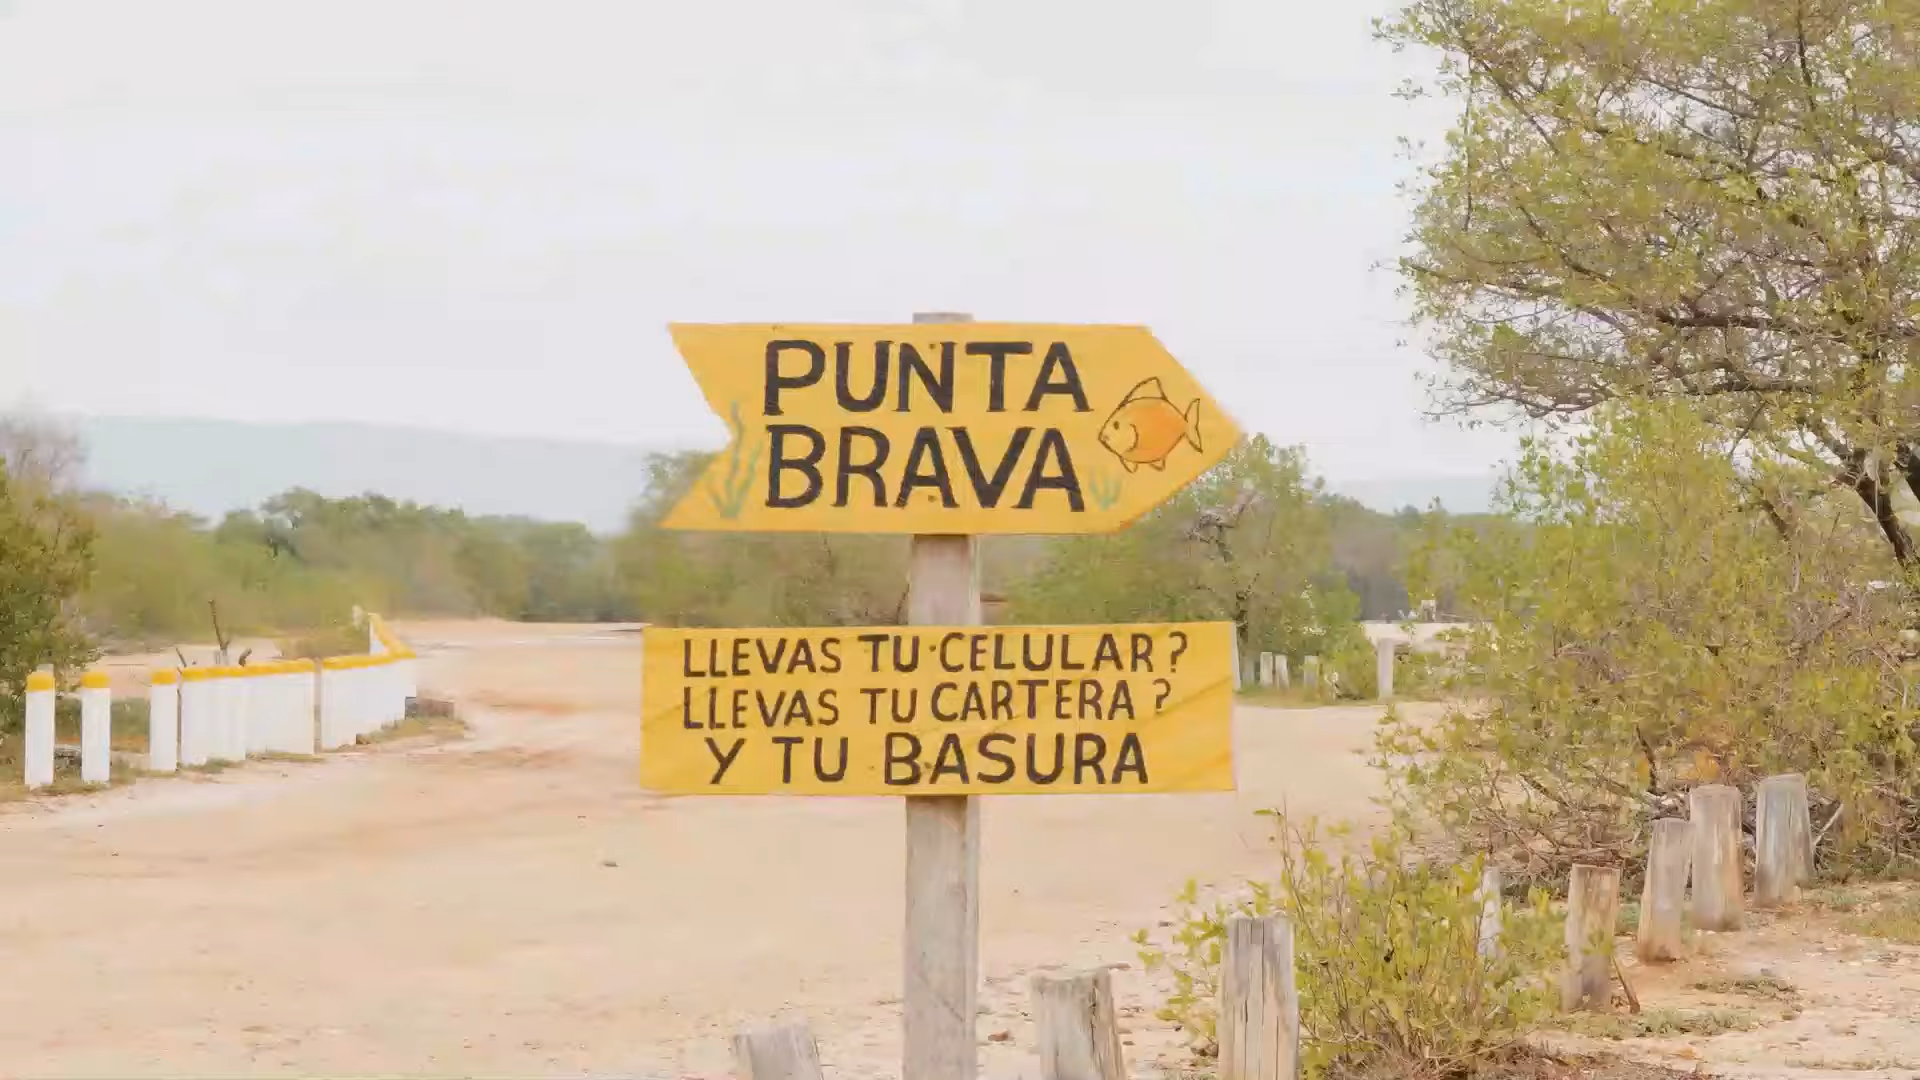 PUNTA
BRAVA
LLEVAS TU CELULAR?
LLEVAS TU CARTERA?
Y TU BASURA